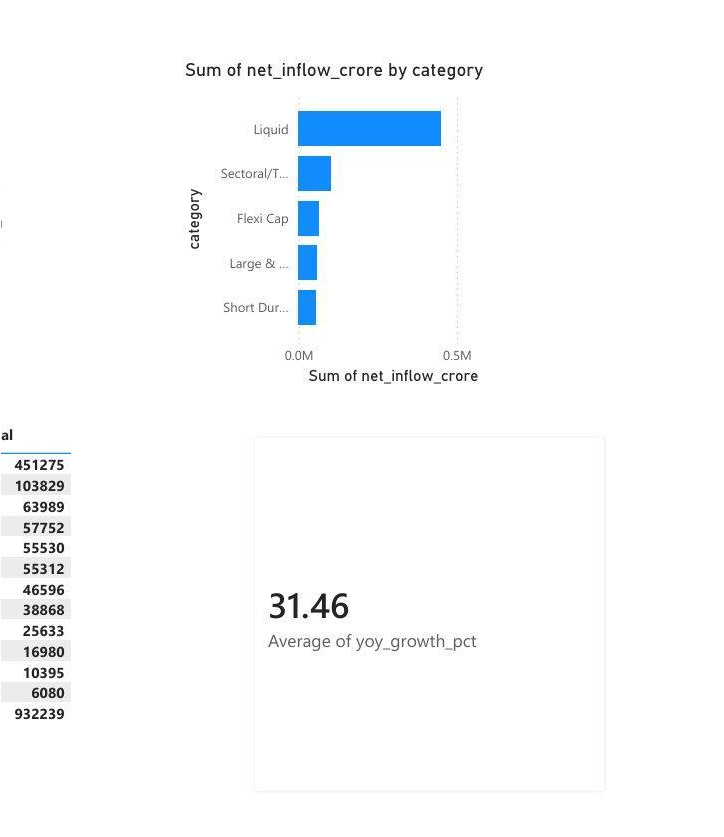 Sum of net_inflow_crore by category
Liquid
Sectoral/T...
Flexi Cap
Large & ...
Short Dur...
category
0.0M
0.5M
Sum of net_inflow_crore
al
451275
103829
63989
57752
55530
55312
46596
38868
25633
16980
10395
6080
932239
31.46
Average of yoy_growth_pct